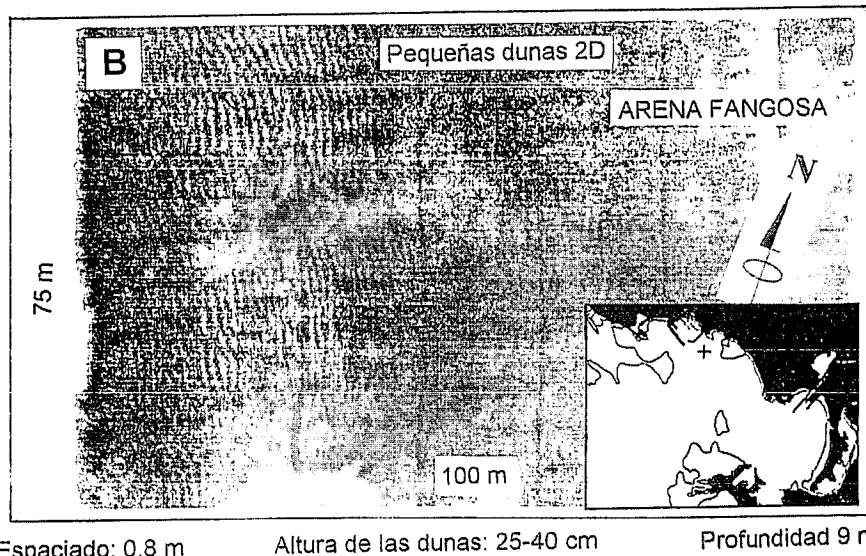 B
Pequeñas dunas 2D
ARENA FANGOSA
N
75 m
100 m
Espaciado: 0.8 m Altura de las dunas: 25-40 cm Profundidad 9 m